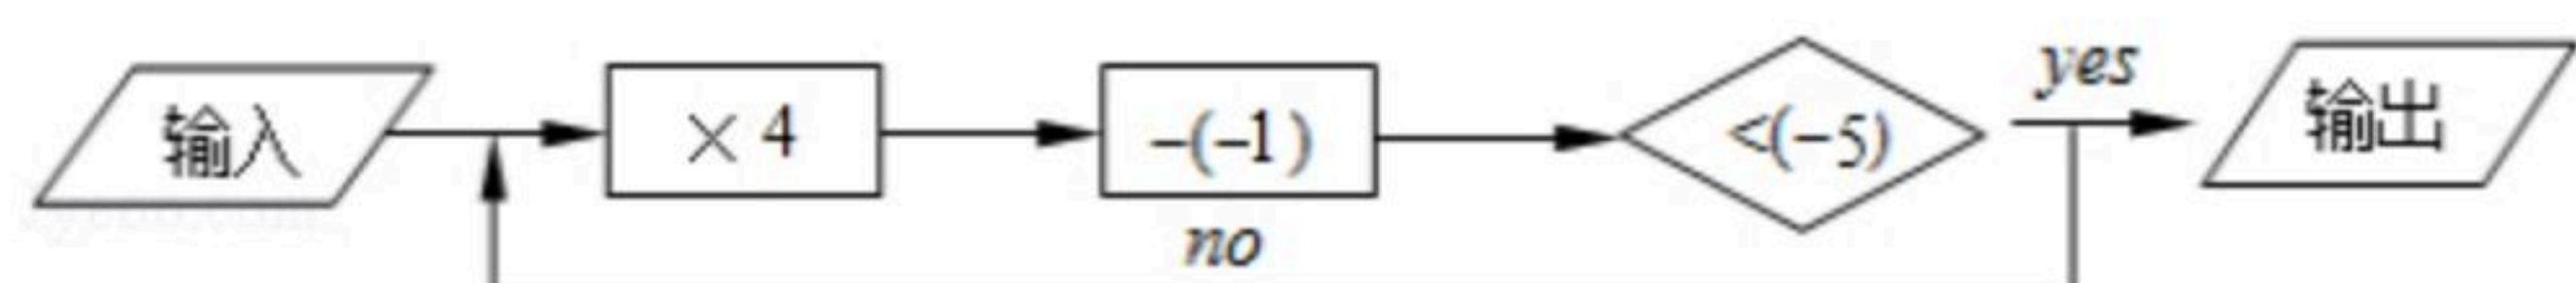 输入
× 4
-(-1)
<(-5)
yes
输出
no